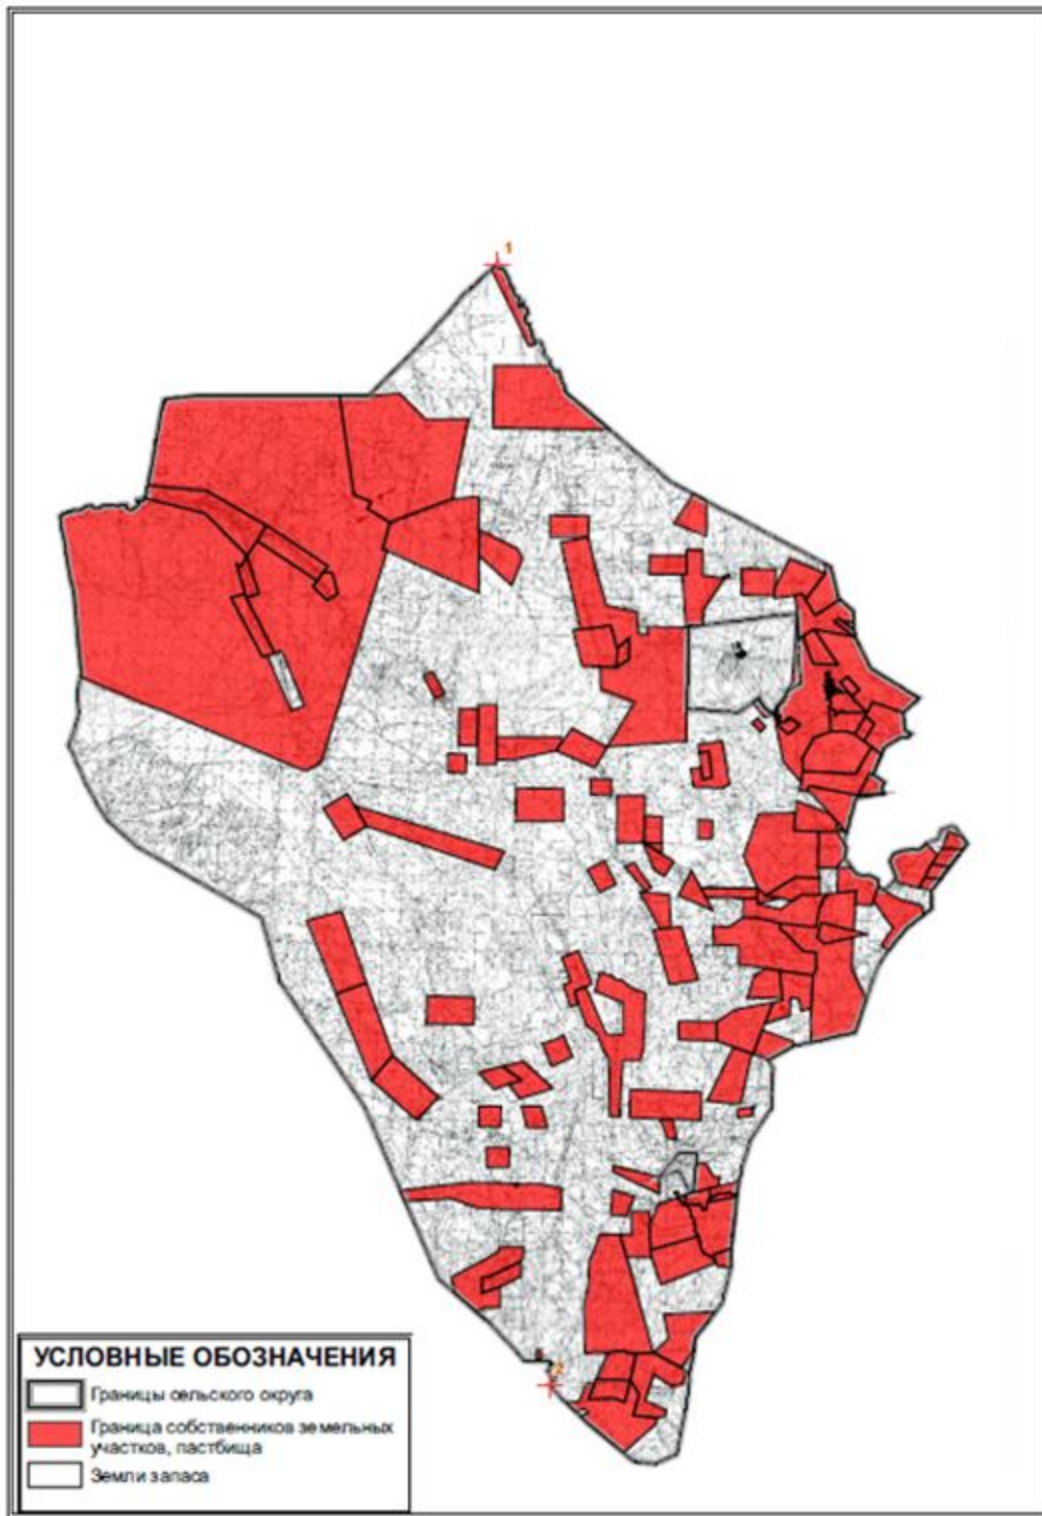 1
2
УСЛОВНЫЕ ОБОЗНАЧЕНИЯ
Границы сельского округа
Граница собственников земельных
участков, пастбища
Земли запаса